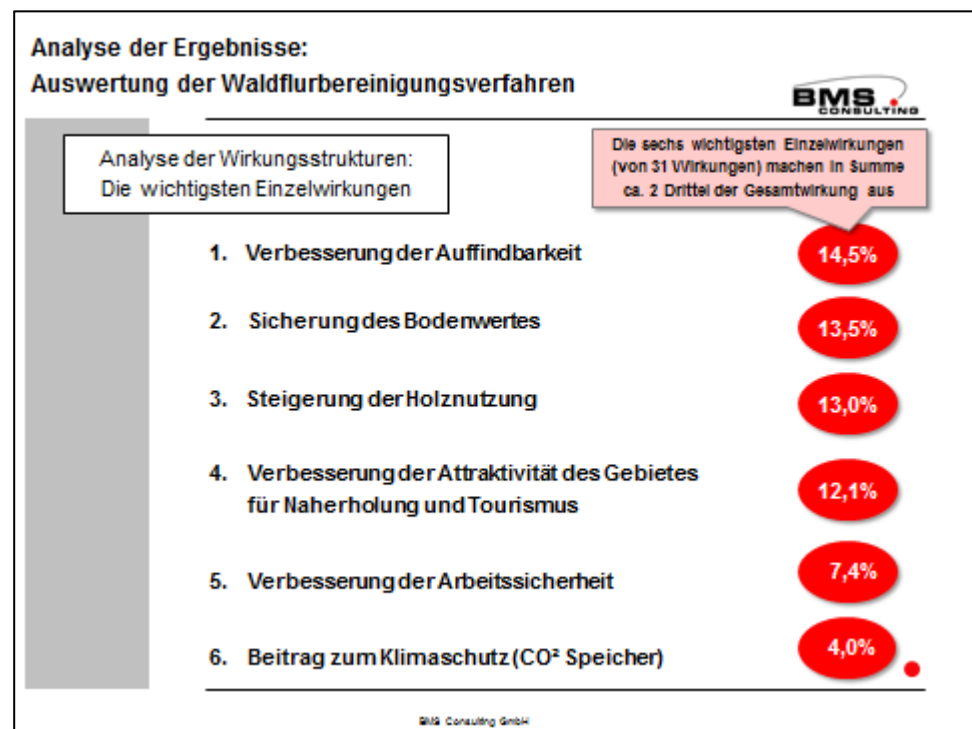 Analyse der Ergebnisse:
Auswertung der Waldflurbereinigungsverfahren
BMS
CONSULTING
Analyse der Wirkungsstrukturen:
Die wichtigsten Einzelwirkungen
Die sechs wichtigsten Einzelwirkungen
(von 31 Wirkungen) machen in Summe
ca. 2 Drittel der Gesamtwirkung aus
1. Verbesserung der Auffindbarkeit 14,5%
2. Sicherung des Bodenwertes 13,5%
3. Steigerung der Holznutzung 13,0%
4. Verbesserung der Attraktivität des Gebietes
für Naherholung und Tourismus 12,1%
5. Verbesserung der Arbeitssicherheit 7,4%
6. Beitrag zum Klimaschutz (CO² Speicher) 4,0%
BMS Consulting GmbH